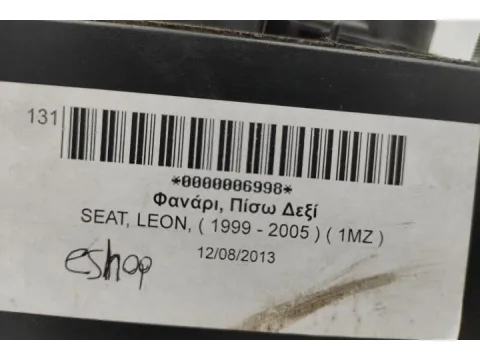 131
*0000006998*
Φανάρι, Πίσω Δεξί
SEAT, LEON, ( 1999 - 2005 ) ( 1MZ )
12/08/2013
eshop